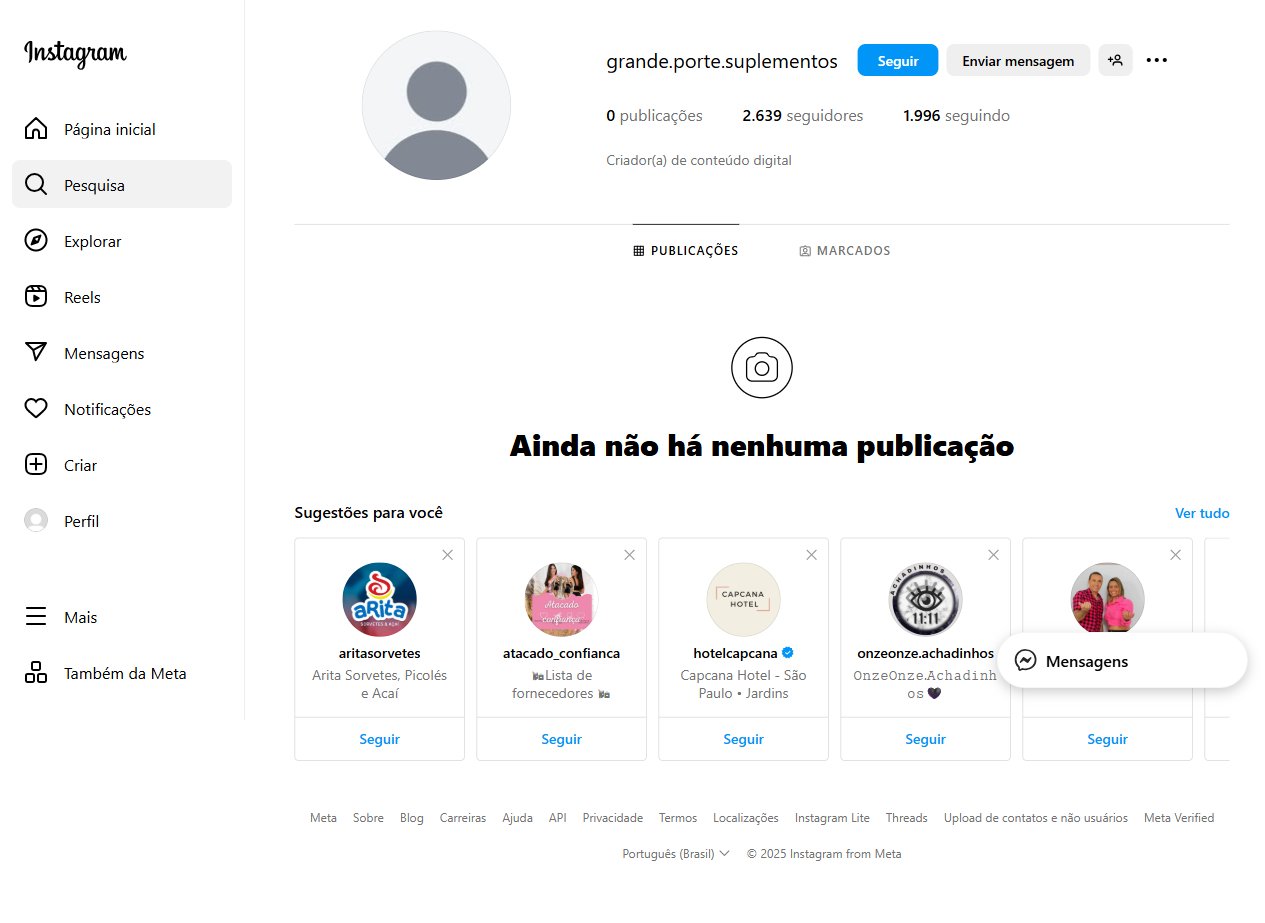 Instagram
Página inicial
Pesquisa
Explorar
Reels
Mensagens
Notificações
Criar
Perfil
Mais
Também da Meta
grande.porte.suplementos Seguir Enviar mensagem
0 publicações 2.639 seguidores 1.996 seguindo
Criador(a) de conteúdo digital
PUBLICAÇÕES MARCADOS
Ainda não há nenhuma publicação
Sugestões para você Ver tudo
aRita
SORVETES & AÇAÍ
aritasorvetes
Arita Sorvetes, Picolés
e Acaí
Seguir
Atacado
confiança
atacado_confianca
Lista de
fornecedores
Seguir
CAPCANA
HOTEL
hotelcapcana
Capcana Hotel - São
Paulo • Jardins
Seguir
ACHADINHOS
11:11
onzeonze.achadinhos
OnzeOnze.Achadinh
os 🖤
Seguir
Seguir
Mensagens
Meta Sobre Blog Carreiras Ajuda API Privacidade Termos Localizações Instagram Lite Threads Upload de contatos e não usuários Meta Verified
Português (Brasil) © 2025 Instagram from Meta